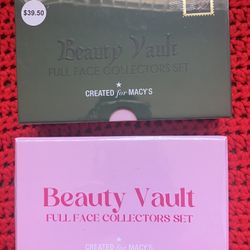 $39.50
Beauty Vault
FULL FACE COLLECTORS SET
CREATED for MACY'S
Beauty Vault
FULL FACE COLLECTORS SET
CREATED for MACY'S